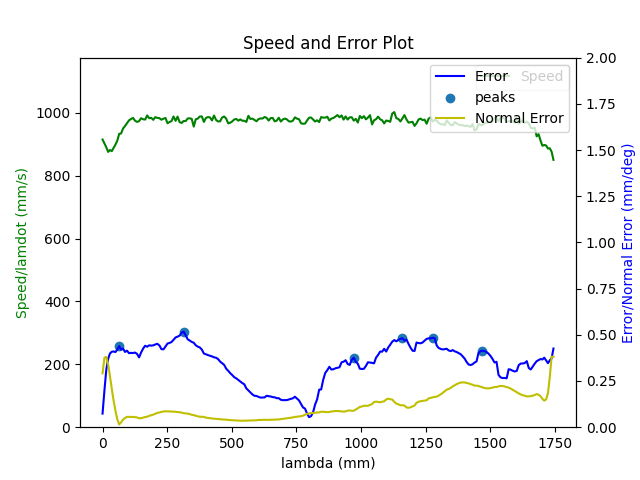 Speed and Error Plot
Error
Speed
peaks
Normal Error
Speed/lamdot (mm/s)
1000
800
600
400
200
0
2.00
1.75
1.50
1.25
1.00
0.75
0.50
0.25
0.00
Error/Normal Error (mm/deg)
0 250 500 750 1000 1250 1500 1750
lambda (mm)